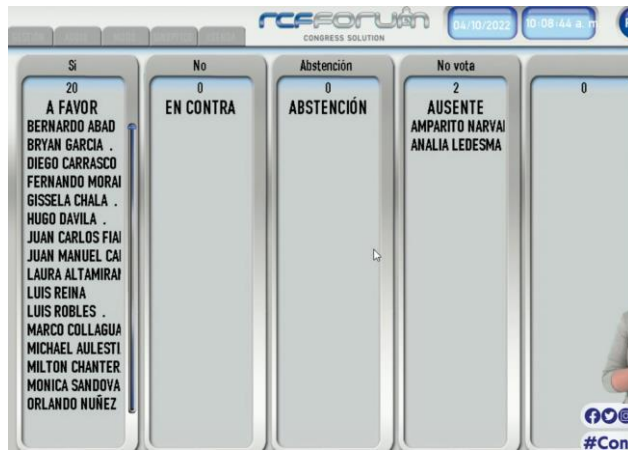 RCFFORUM
CONGRESS SOLUTION
04/10/2022
10:08:44 a. m
Si
20
A FAVOR
BERNARDO ABAD
BRYAN GARCIA .
DIEGO CARRASCO
FERNANDO MORAI
GISSELA CHALA .
HUGO DAVILA .
JUAN CARLOS FIAI
JUAN MANUEL CAI
LAURA ALTAMIRAN
LUIS REINA
LUIS ROBLES .
MARCO COLLAGUA
MICHAEL AULESTI
MILTON CHANTER
MONICA SANDOVA
ORLANDO NUÑEZ
No
0
EN CONTRA
Abstención
0
ABSTENCIÓN
No vota
2
AUSENTE
AMPARITO NARVAI
ANALIA LEDESMA
0
#Con